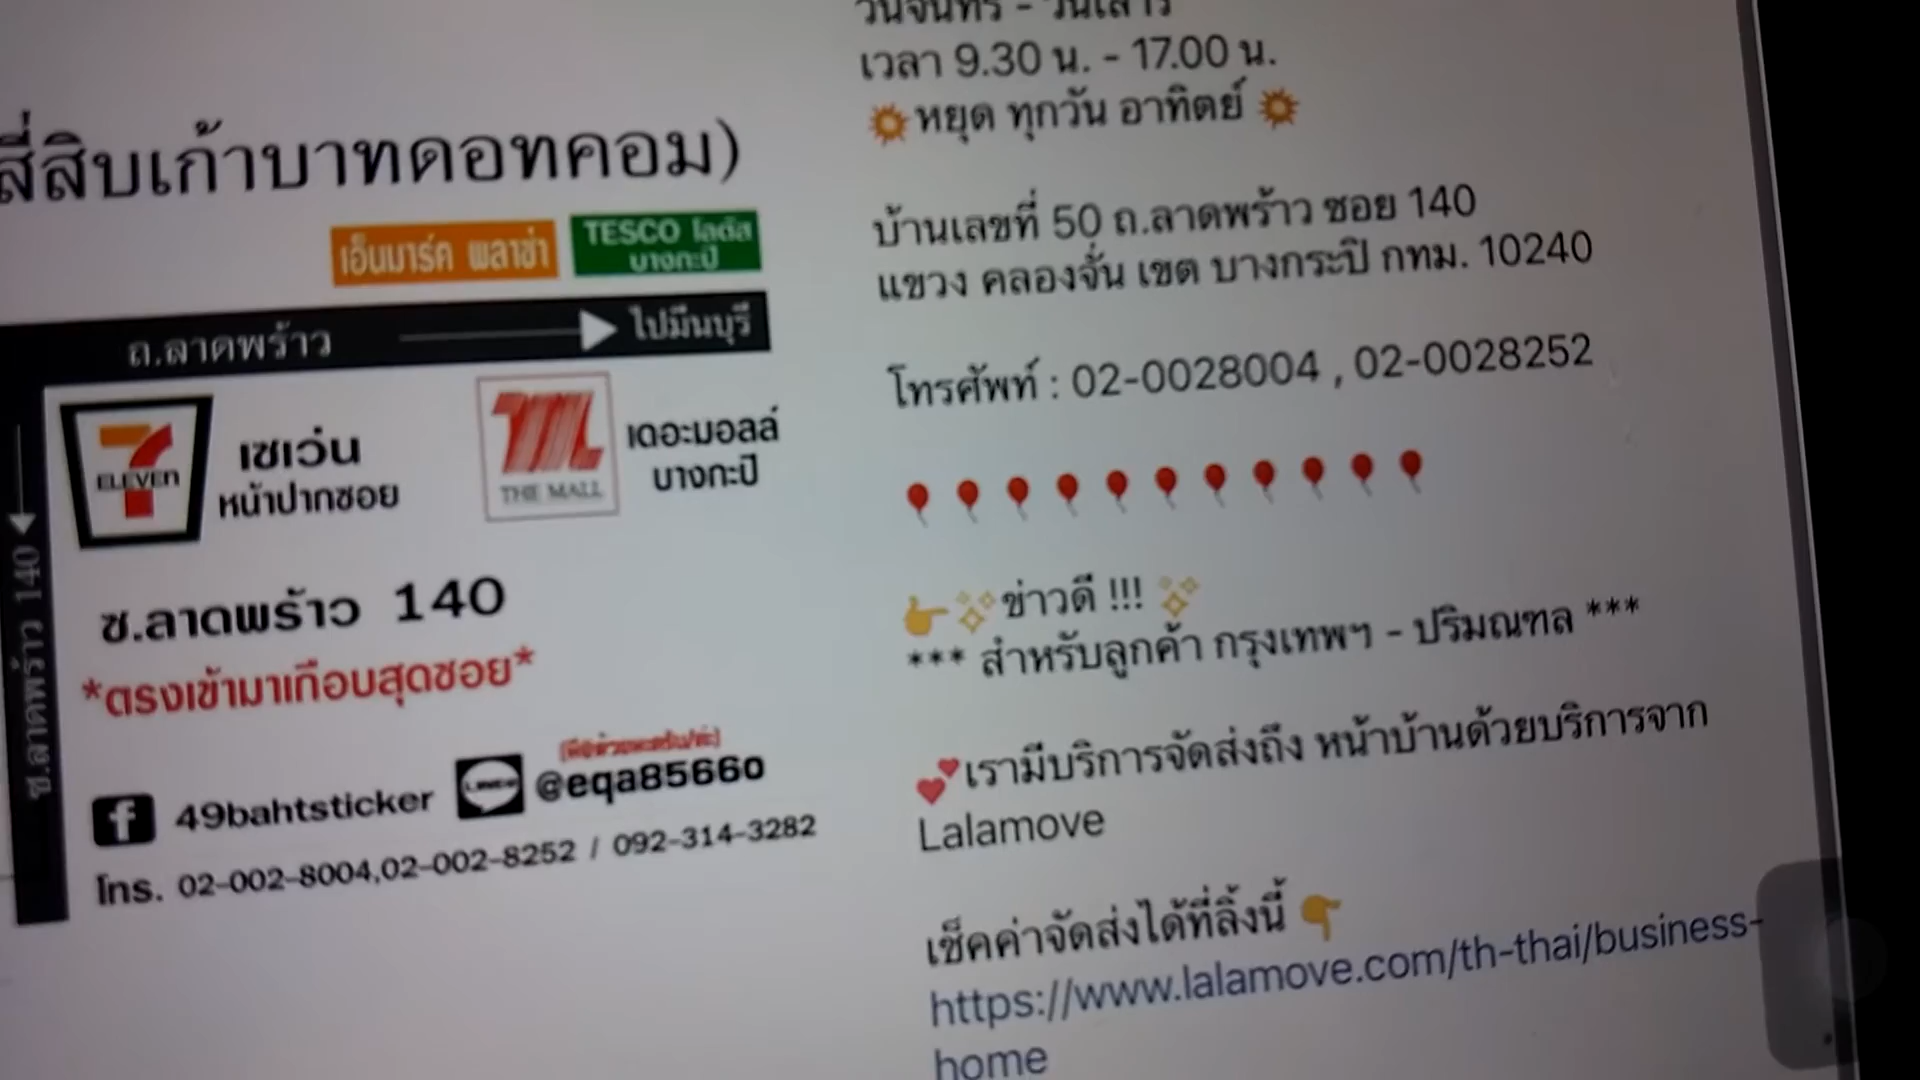 สี่สิบเก้าบาทดอทคอม)
เอ็นมาร์ค พลาซ่า
TESCO โลตัส
บางกะปิ
ถ.ลาดพร้าว
ไปมีนบุรี
7
ELEVEn
เซเว่น
หน้าปากซอย
THE MALL
เดอะมอลล์
บางกะปิ
ซ.ลาดพร้าว 140
ซ.ลาดพร้าว 140
*ตรงเข้ามาเกือบสุดซอย*
49bahtsticker
@eqa8566o
โทร. 02-002-8004,02-002-8252 / 092-314-3282
วันจันทร์ - วันเสาร์
เวลา 9.30 น. - 17.00 น.
💥หยุด ทุกวัน อาทิตย์ 💥
บ้านเลขที่ 50 ถ.ลาดพร้าว ซอย 140
แขวง คลองจั่น เขต บางกระปิ กทม. 10240
โทรศัพท์ : 02-0028004 , 02-0028252
🎈🎈🎈🎈🎈🎈🎈🎈🎈🎈🎈
👉✨ข่าวดี !!! ✨
*** สำหรับลูกค้า กรุงเทพฯ - ปริมณฑล ***
💕เรามีบริการจัดส่งถึง หน้าบ้านด้วยบริการจาก
Lalamove
เช็คค่าจัดส่งได้ที่ลิ้งนี้ 👇
https://www.lalamove.com/th-thai/business-
home